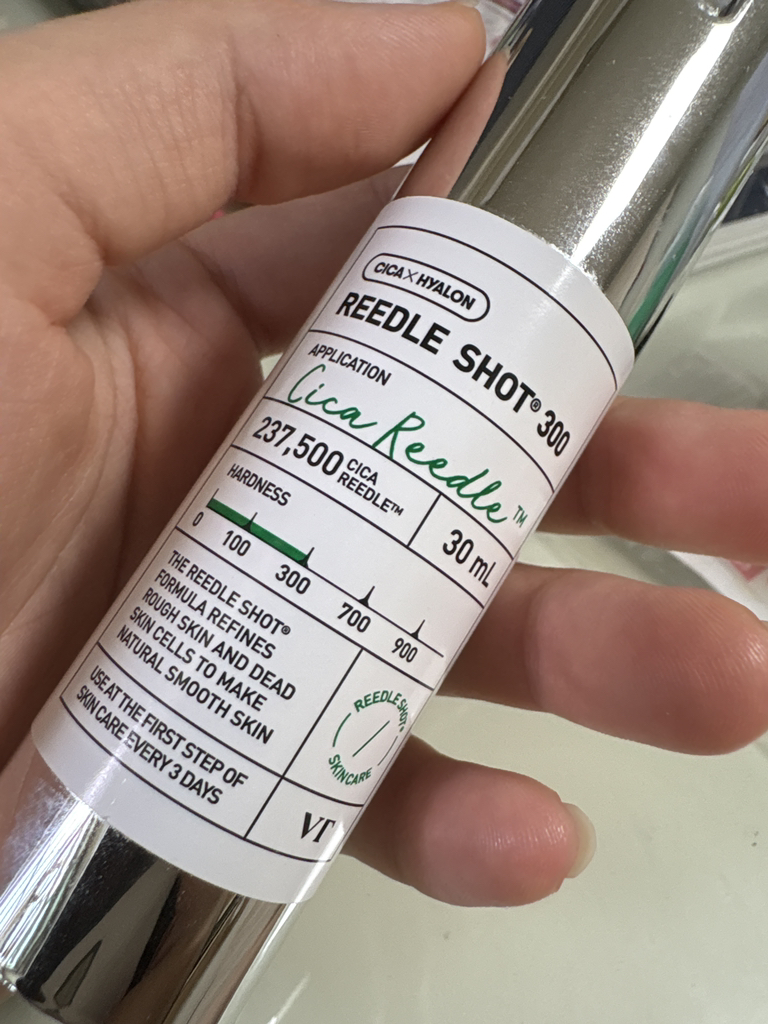 CICA X HYALON
REEDLE SHOT® 300
APPLICATION
Cica Reedle™
237,500 CICA
REEDLE™
30 mL
HARDNESS
0 100 300 700 900
THE REEDLE SHOT®
FORMULA REFINES
ROUGH SKIN AND DEAD
SKIN CELLS TO MAKE
NATURAL SMOOTH SKIN
REEDLE SHOT®
SKINCARE
USE AT THE FIRST STEP OF
SKIN CARE EVERY 3 DAYS
VT